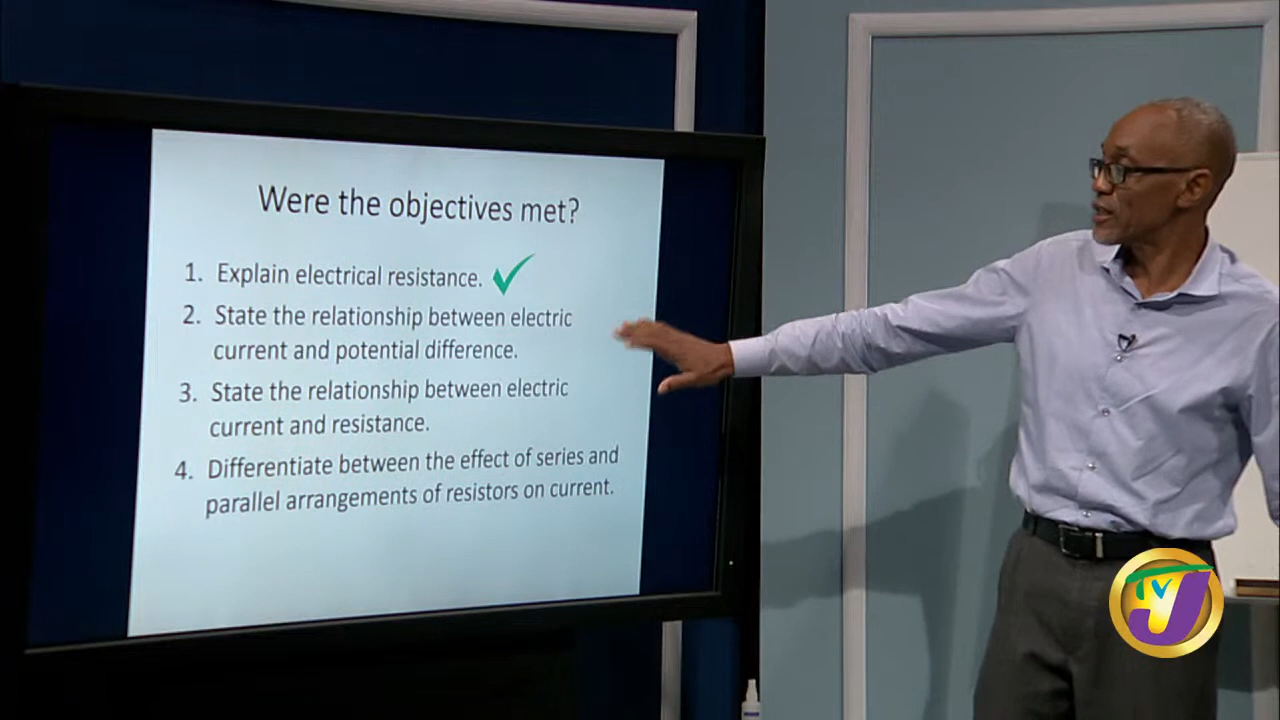 Were the objectives met?
1. Explain electrical resistance.
2. State the relationship between electric
current and potential difference.
3. State the relationship between electric
current and resistance.
4. Differentiate between the effect of series and
parallel arrangements of resistors on current.
TVJ